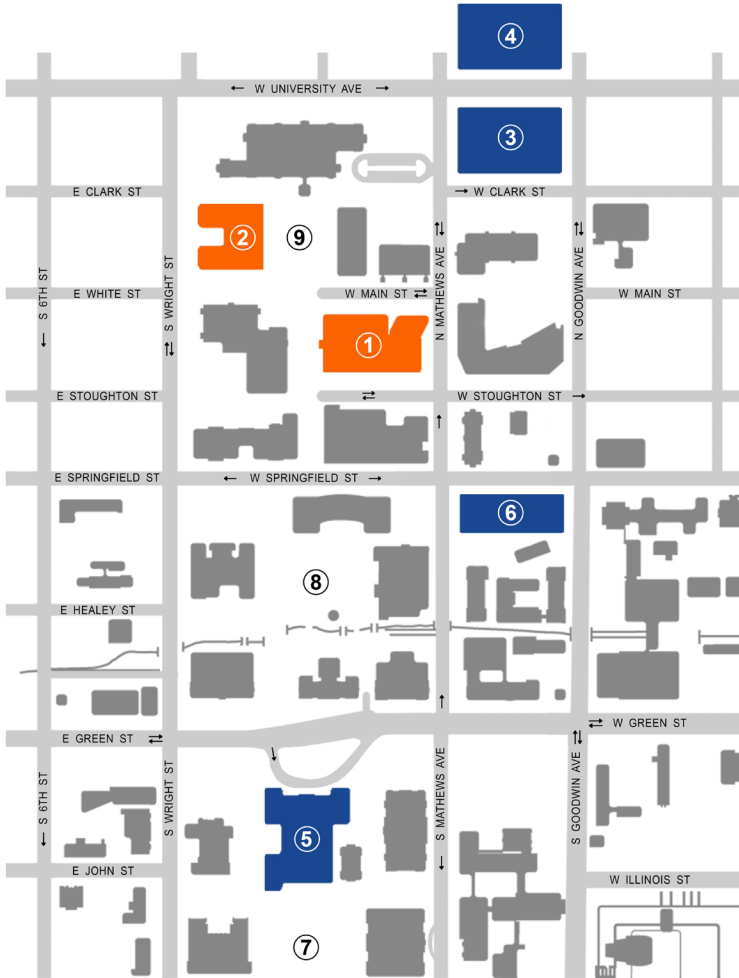 4
W UNIVERSITY AVE
3
E CLARK ST
W CLARK ST
2
9
S 6TH ST
S WRIGHT ST
N MATHEWS AVE
N GOODWIN AVE
E WHITE ST
W MAIN ST
W MAIN ST
1
E STOUGHTON ST
W STOUGHTON ST
E SPRINGFIELD ST
W SPRINGFIELD ST
6
8
E HEALEY ST
W GREEN ST
E GREEN ST
S 6TH ST
S WRIGHT ST
S MATHEWS AVE
S GOODWIN AVE
5
E JOHN ST
W ILLINOIS ST
7